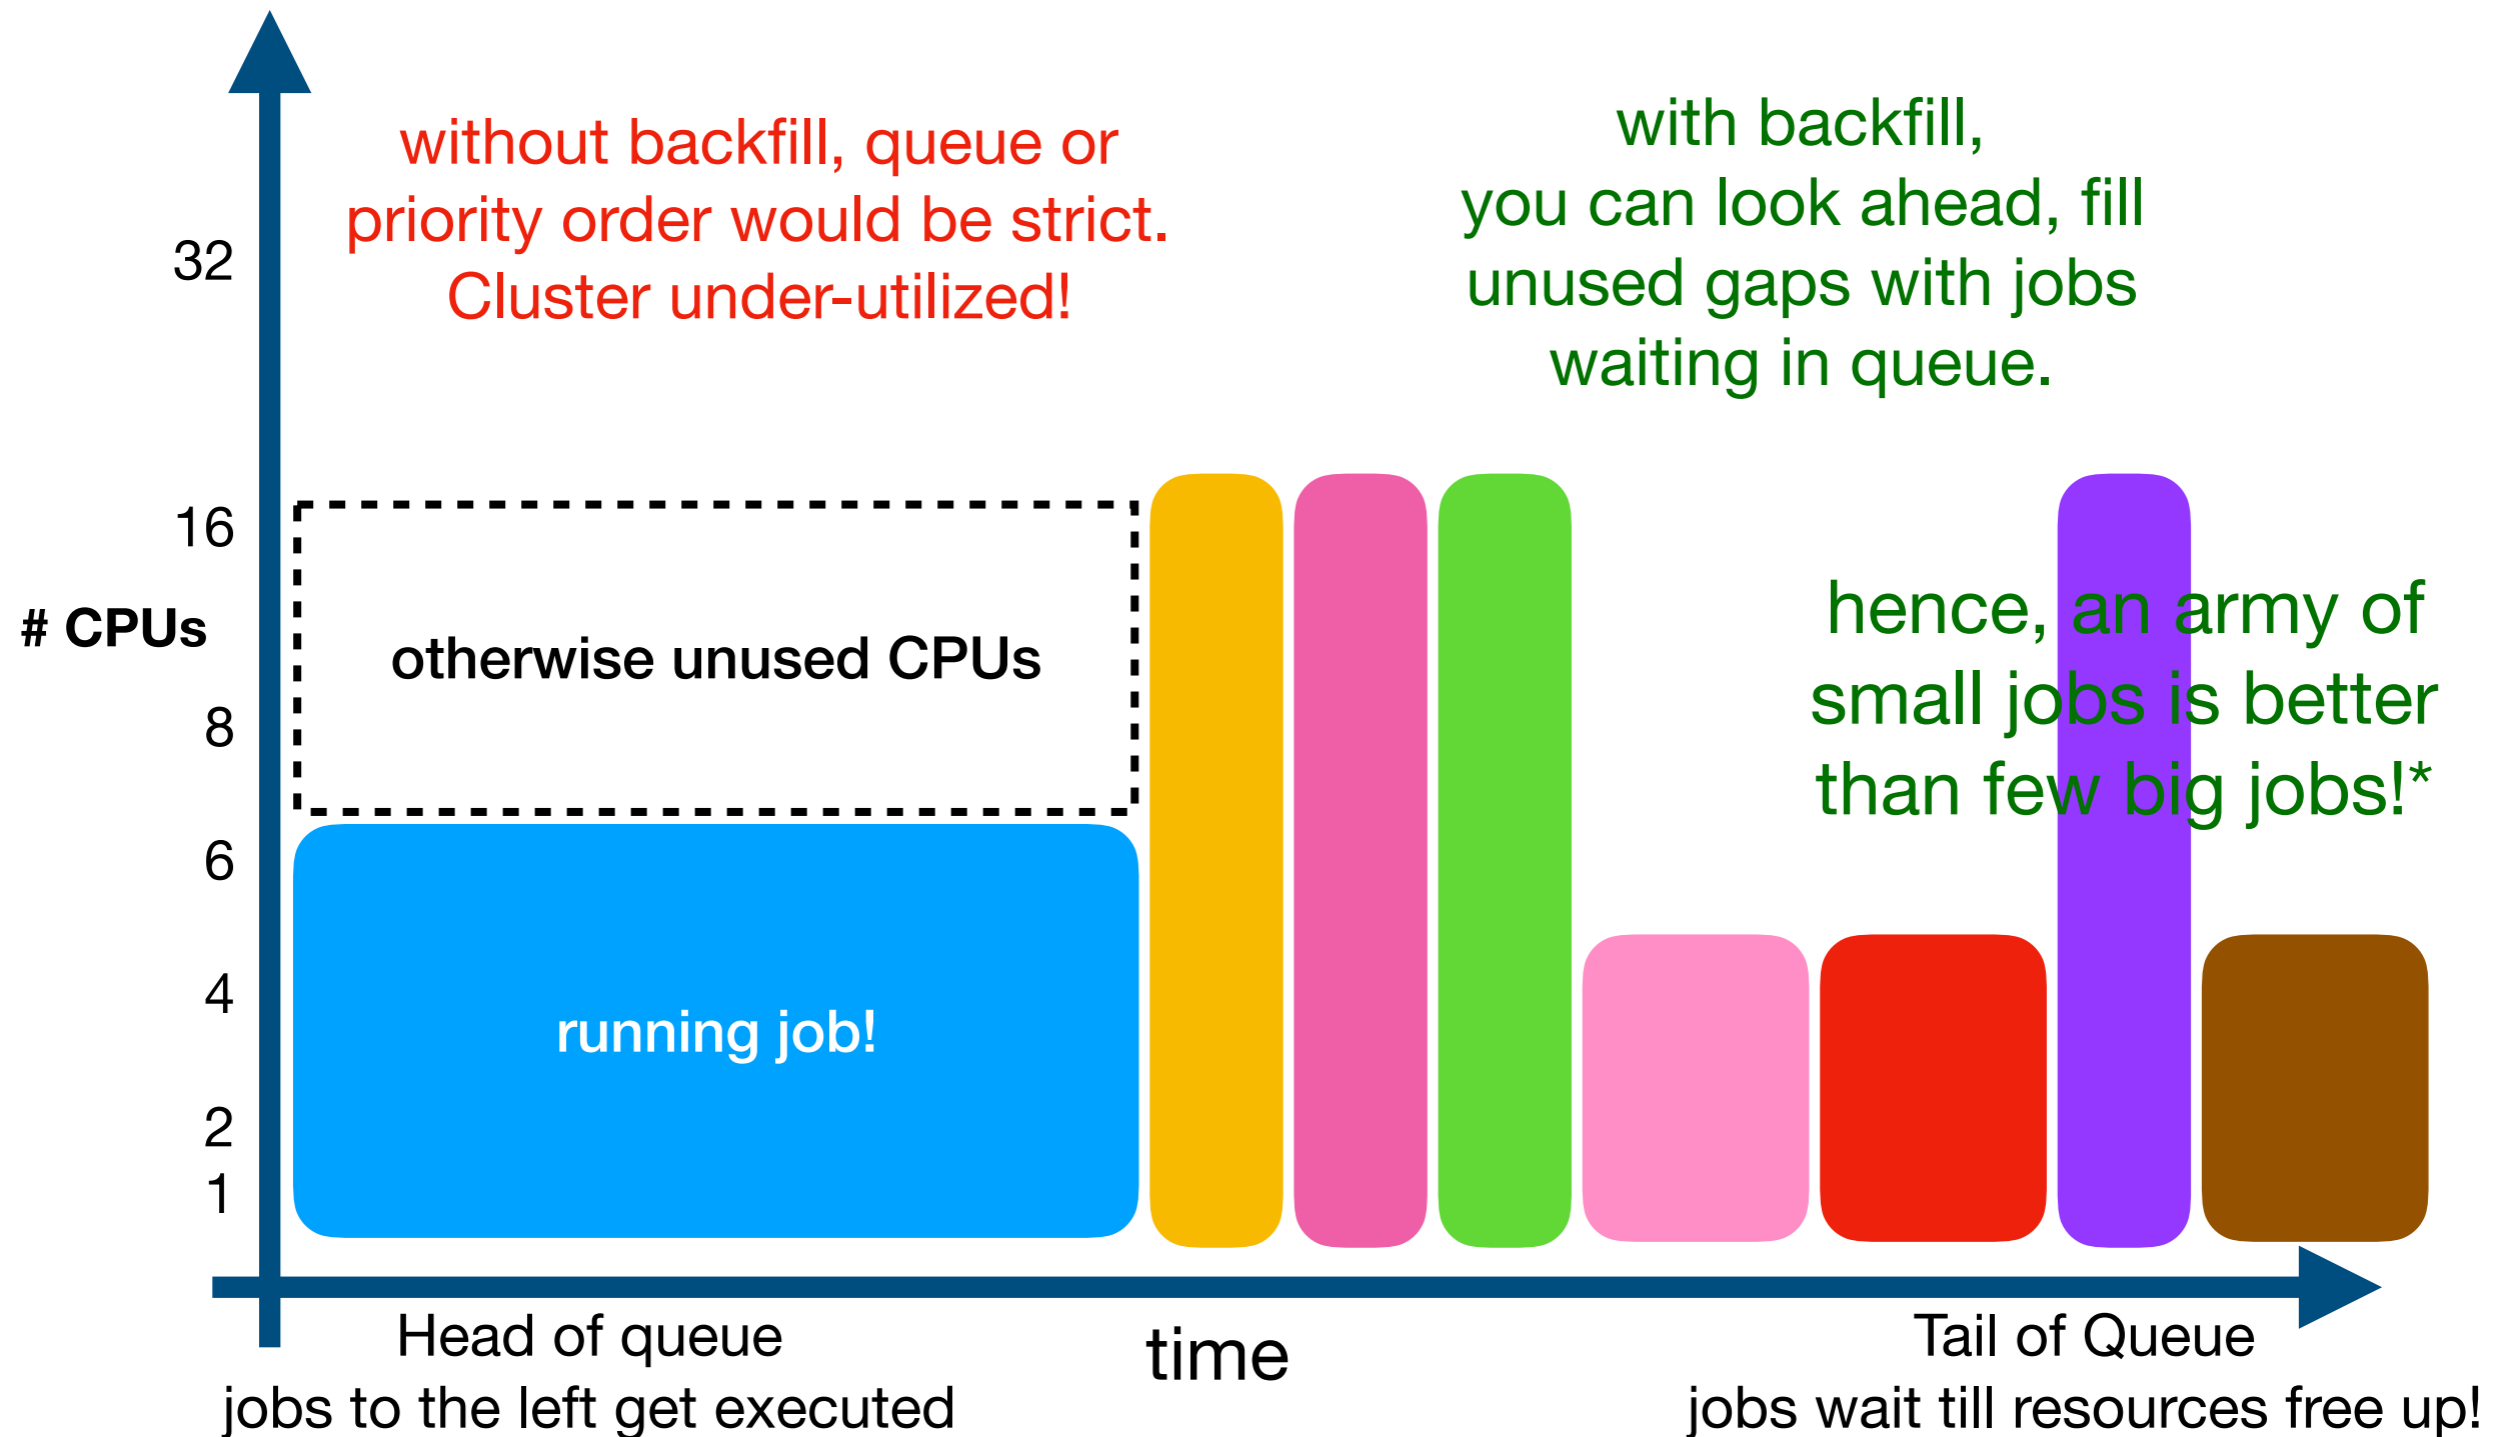 without backfill, queue or
priority order would be strict.
Cluster under-utilized!
with backfill,
you can look ahead, fill
unused gaps with jobs
waiting in queue.
32
16
# CPUs
8
6
4
2
1
otherwise unused CPUs
running job!
hence, an army of
small jobs is better
than few big jobs!*
Head of queue
jobs to the left get executed
time
Tail of Queue
jobs wait till resources free up!